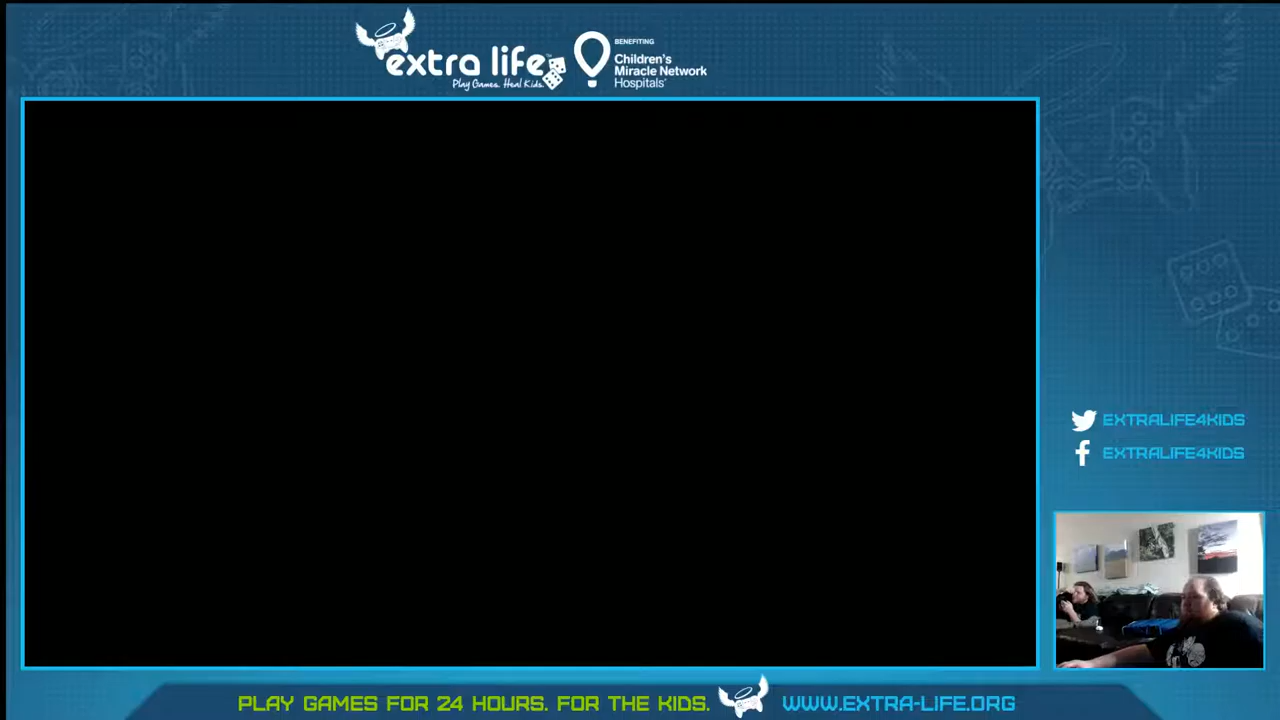 extra life
Play Games. Heal Kids.
BENEFITING
Children's
Miracle Network
Hospitals
EXTRALIFE4KIDS
EXTRALIFE4KIDS
PLAY GAMES FOR 24 HOURS. FOR THE KIDS.
WWW.EXTRA-LIFE.ORG